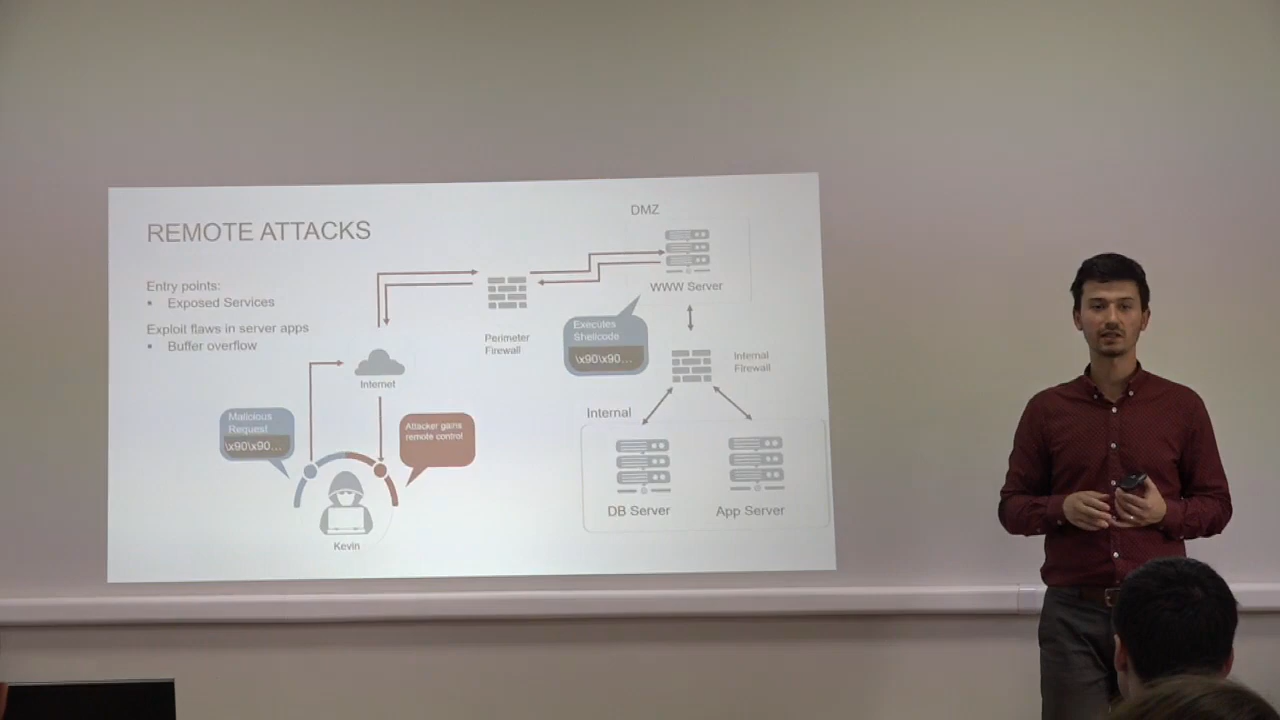 REMOTE ATTACKS
Entry points:
• Exposed Services
Exploit flaws in server apps
• Buffer overflow
DMZ
WWW Server
Perimeter
Firewall
Executes
Shellcode
\x90\x90...
Internal
Firewall
Internet
Malicious
Request
\x90\x90...
Attacker gains
remote control
Kevin
Internal
DB Server
App Server